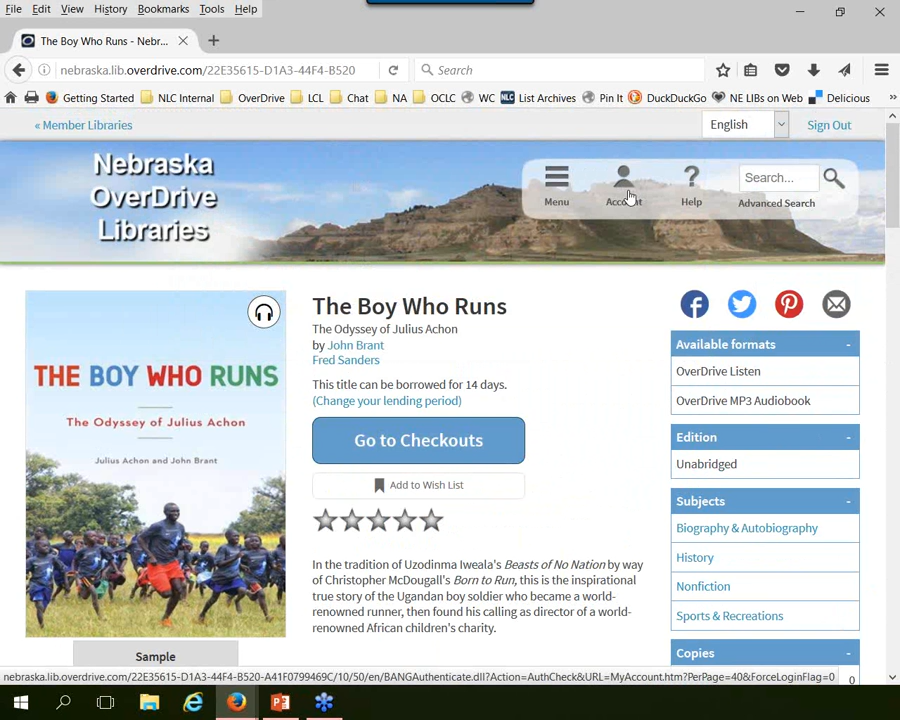 File Edit View History Bookmarks Tools Help
The Boy Who Runs - Nebr...
nebraska.lib.overdrive.com/22E35615-D1A3-44F4-B520
Search
Getting Started NLC Internal OverDrive LCL Chat NA OCLC WC NLC List Archives Pin It DuckDuckGo NE LIBs on Web Delicious
« Member Libraries
English
Sign Out
Nebraska
OverDrive
Libraries
Menu
Account
Help
Search...
Advanced Search
THE BOY WHO RUNS
The Odyssey of Julius Achon
Julius Achon and John Brant
Sample
The Boy Who Runs
The Odyssey of Julius Achon
by John Brant
Fred Sanders
This title can be borrowed for 14 days.
(Change your lending period)
Go to Checkouts
Add to Wish List
In the tradition of Uzodinma Iweala's Beasts of No Nation by way
of Christopher McDougall's Born to Run, this is the inspirational
true story of the Ugandan boy soldier who became a world-
renowned runner, then found his calling as director of a world-
renowned African children's charity.
Available formats -
OverDrive Listen
OverDrive MP3 Audiobook
Edition -
Unabridged
Subjects -
Biography & Autobiography
History
Nonfiction
Sports & Recreations
Copies -
0
nebraska.lib.overdrive.com/22E35615-D1A3-44F4-B520-A41F0799469C/10/50/en/BANGAuthenticate.dll?Action=AuthCheck&URL=MyAccount.htm?PerPage=40&ForceLoginFlag=0